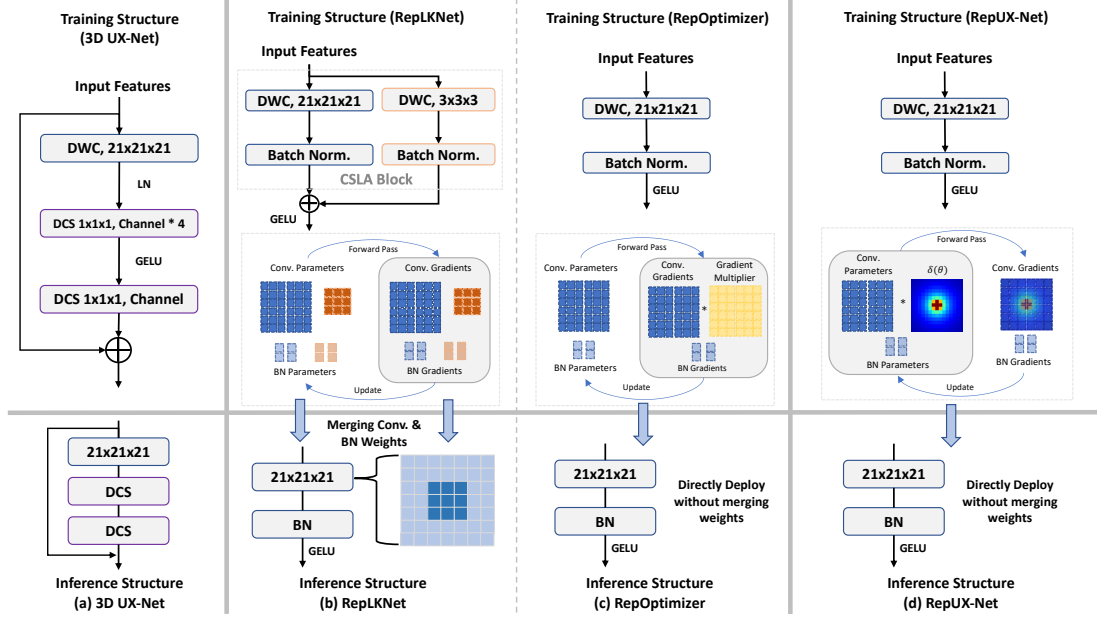 Training Structure
(3D UX-Net)
Input Features
DWC, 21x21x21
LN
DCS 1x1x1, Channel * 4
GELU
DCS 1x1x1, Channel
21x21x21
DCS
DCS
Inference Structure
(a) 3D UX-Net
Training Structure (RepLKNet)
Input Features
DWC, 21x21x21
DWC, 3x3x3
Batch Norm.
Batch Norm.
CSLA Block
GELU
Forward Pass
Conv. Parameters
Conv. Gradients
BN Parameters
BN Gradients
Update
Merging Conv. &
BN Weights
21x21x21
BN
GELU
Inference Structure
(b) RepLKNet
Training Structure (RepOptimizer)
Input Features
DWC, 21x21x21
Batch Norm.
GELU
Forward Pass
Conv. Parameters
Conv.
Gradients
Gradient
Multiplier
*
BN Parameters
BN Gradients
Update
21x21x21
BN
GELU
Directly Deploy
without merging
weights
Inference Structure
(c) RepOptimizer
Training Structure (RepUX-Net)
Input Features
DWC, 21x21x21
Batch Norm.
GELU
Forward Pass
Conv.
Parameters
δ(θ)
*
Conv. Gradients
BN Parameters
BN Gradients
Update
21x21x21
BN
GELU
Directly Deploy
without merging
weights
Inference Structure
(d) RepUX-Net